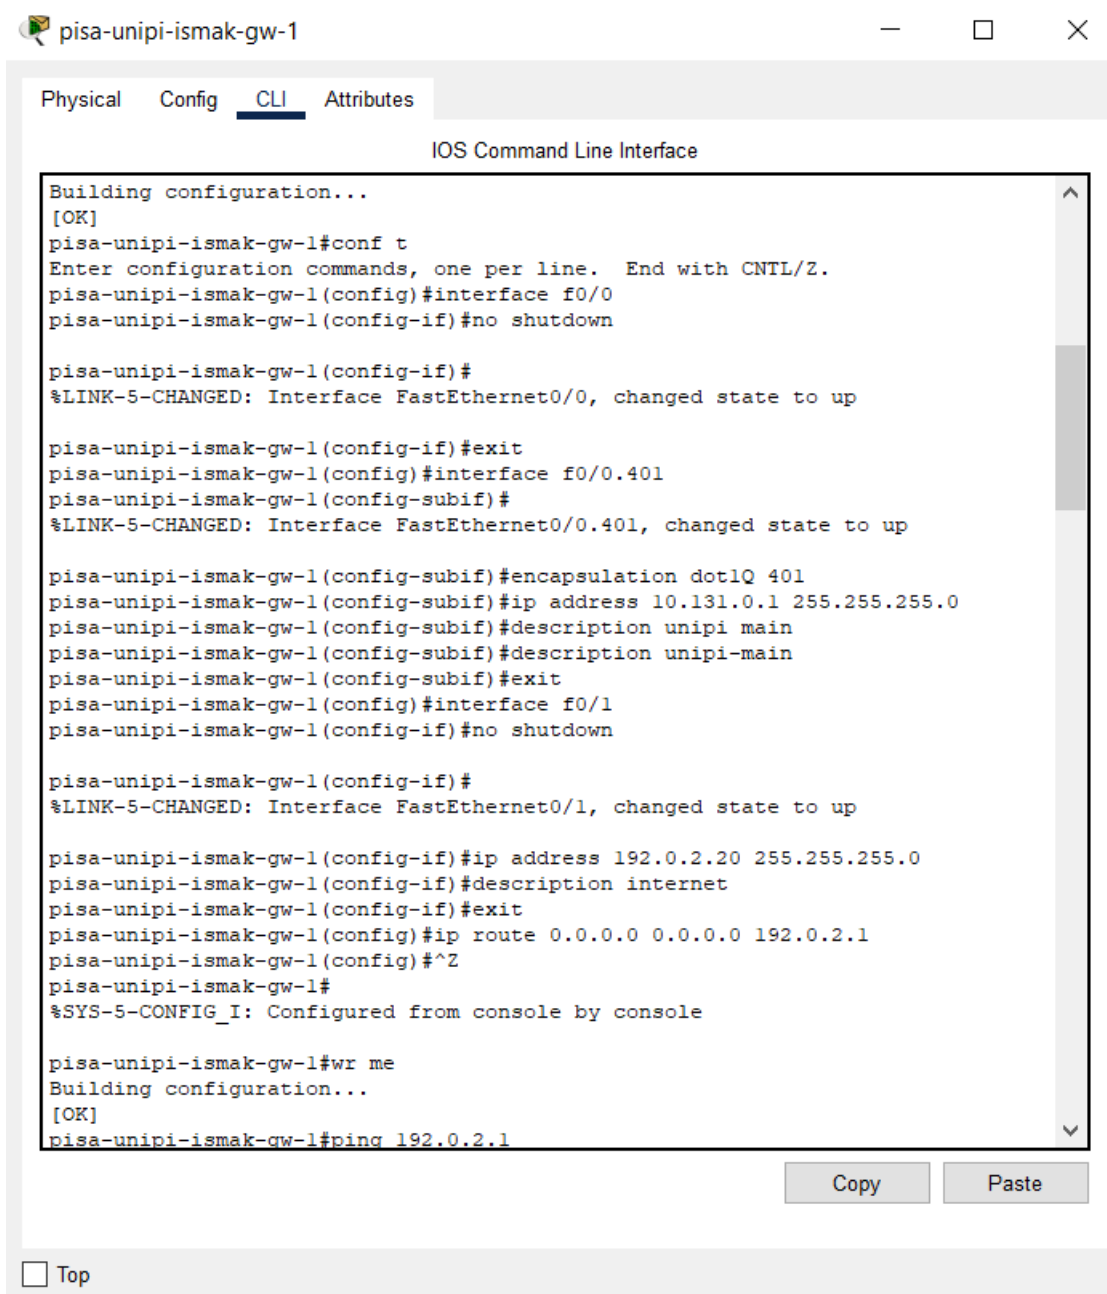 pisa-unipi-ismak-gw-1
Physical Config CLI Attributes
IOS Command Line Interface
Building configuration...
[OK]
pisa-unipi-ismak-gw-1#conf t
Enter configuration commands, one per line.  End with CNTL/Z.
pisa-unipi-ismak-gw-1(config)#interface f0/0
pisa-unipi-ismak-gw-1(config-if)#no shutdown
pisa-unipi-ismak-gw-1(config-if)#
%LINK-5-CHANGED: Interface FastEthernet0/0, changed state to up
pisa-unipi-ismak-gw-1(config-if)#exit
pisa-unipi-ismak-gw-1(config)#interface f0/0.401
pisa-unipi-ismak-gw-1(config-subif)#
%LINK-5-CHANGED: Interface FastEthernet0/0.401, changed state to up
pisa-unipi-ismak-gw-1(config-subif)#encapsulation dot1Q 401
pisa-unipi-ismak-gw-1(config-subif)#ip address 10.131.0.1 255.255.255.0
pisa-unipi-ismak-gw-1(config-subif)#description unipi main
pisa-unipi-ismak-gw-1(config-subif)#description unipi-main
pisa-unipi-ismak-gw-1(config-subif)#exit
pisa-unipi-ismak-gw-1(config)#interface f0/1
pisa-unipi-ismak-gw-1(config-if)#no shutdown
pisa-unipi-ismak-gw-1(config-if)#
%LINK-5-CHANGED: Interface FastEthernet0/1, changed state to up
pisa-unipi-ismak-gw-1(config-if)#ip address 192.0.2.20 255.255.255.0
pisa-unipi-ismak-gw-1(config-if)#description internet
pisa-unipi-ismak-gw-1(config-if)#exit
pisa-unipi-ismak-gw-1(config)#ip route 0.0.0.0 0.0.0.0 192.0.2.1
pisa-unipi-ismak-gw-1(config)#^Z
pisa-unipi-ismak-gw-1#
%SYS-5-CONFIG_I: Configured from console by console
pisa-unipi-ismak-gw-1#wr me
Building configuration...
[OK]
pisa-unipi-ismak-gw-1#ping 192.0.2.1
Copy Paste
Top